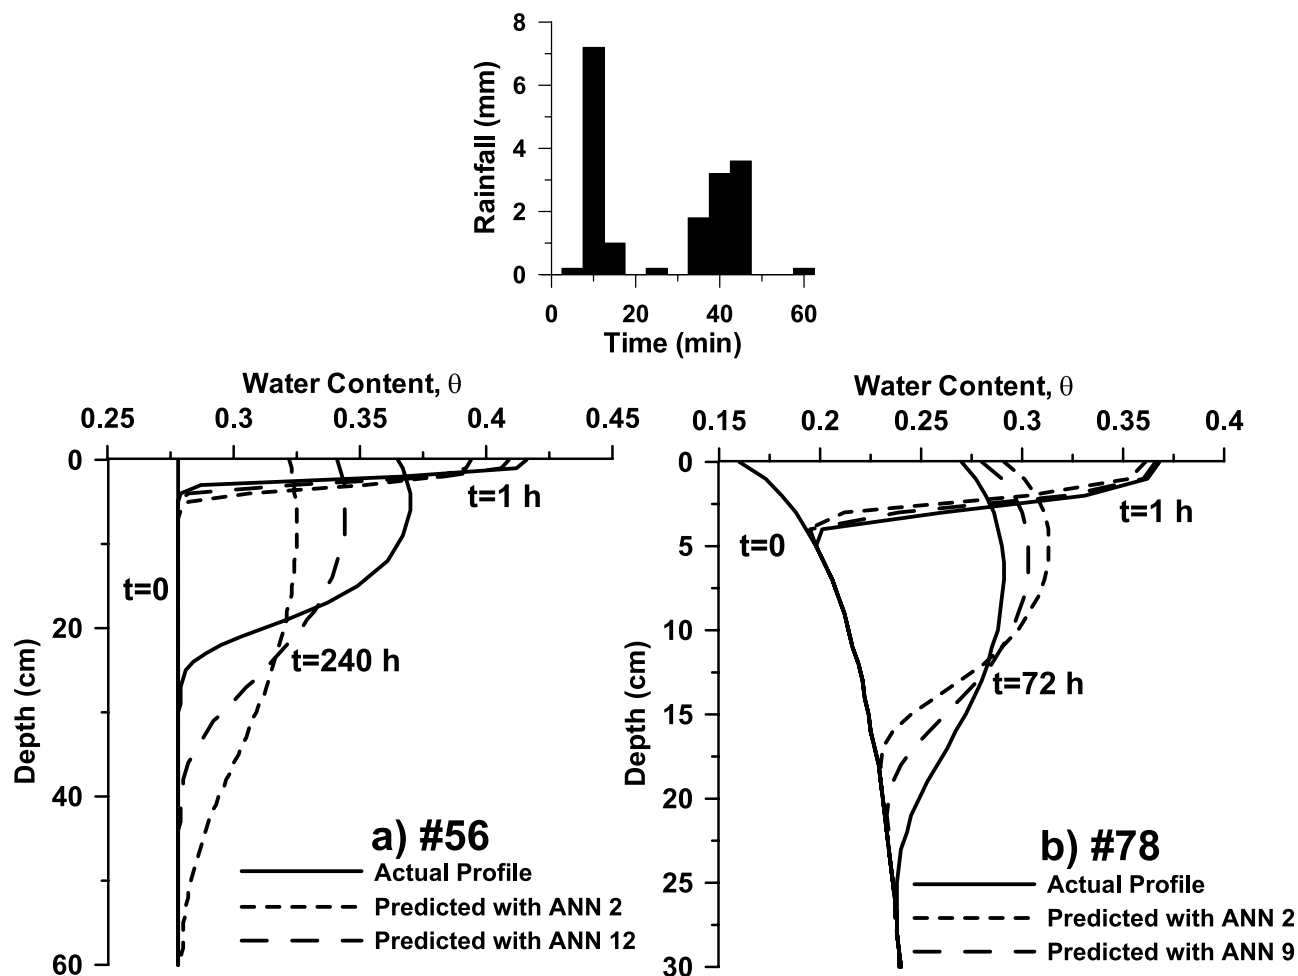 8
6
4
2
0
Rainfall (mm)
0 20 40 60
Time (min)
Water Content, θ
0.25 0.3 0.35 0.4 0.45
0
20
40
60
Depth (cm)
t=1 h
t=0
t=240 h
a) #56
Actual Profile
Predicted with ANN 2
Predicted with ANN 12
Water Content, θ
0.15 0.2 0.25 0.3 0.35 0.4
0
5
10
15
20
25
30
Depth (cm)
t=1 h
t=0
t=72 h
b) #78
Actual Profile
Predicted with ANN 2
Predicted with ANN 9